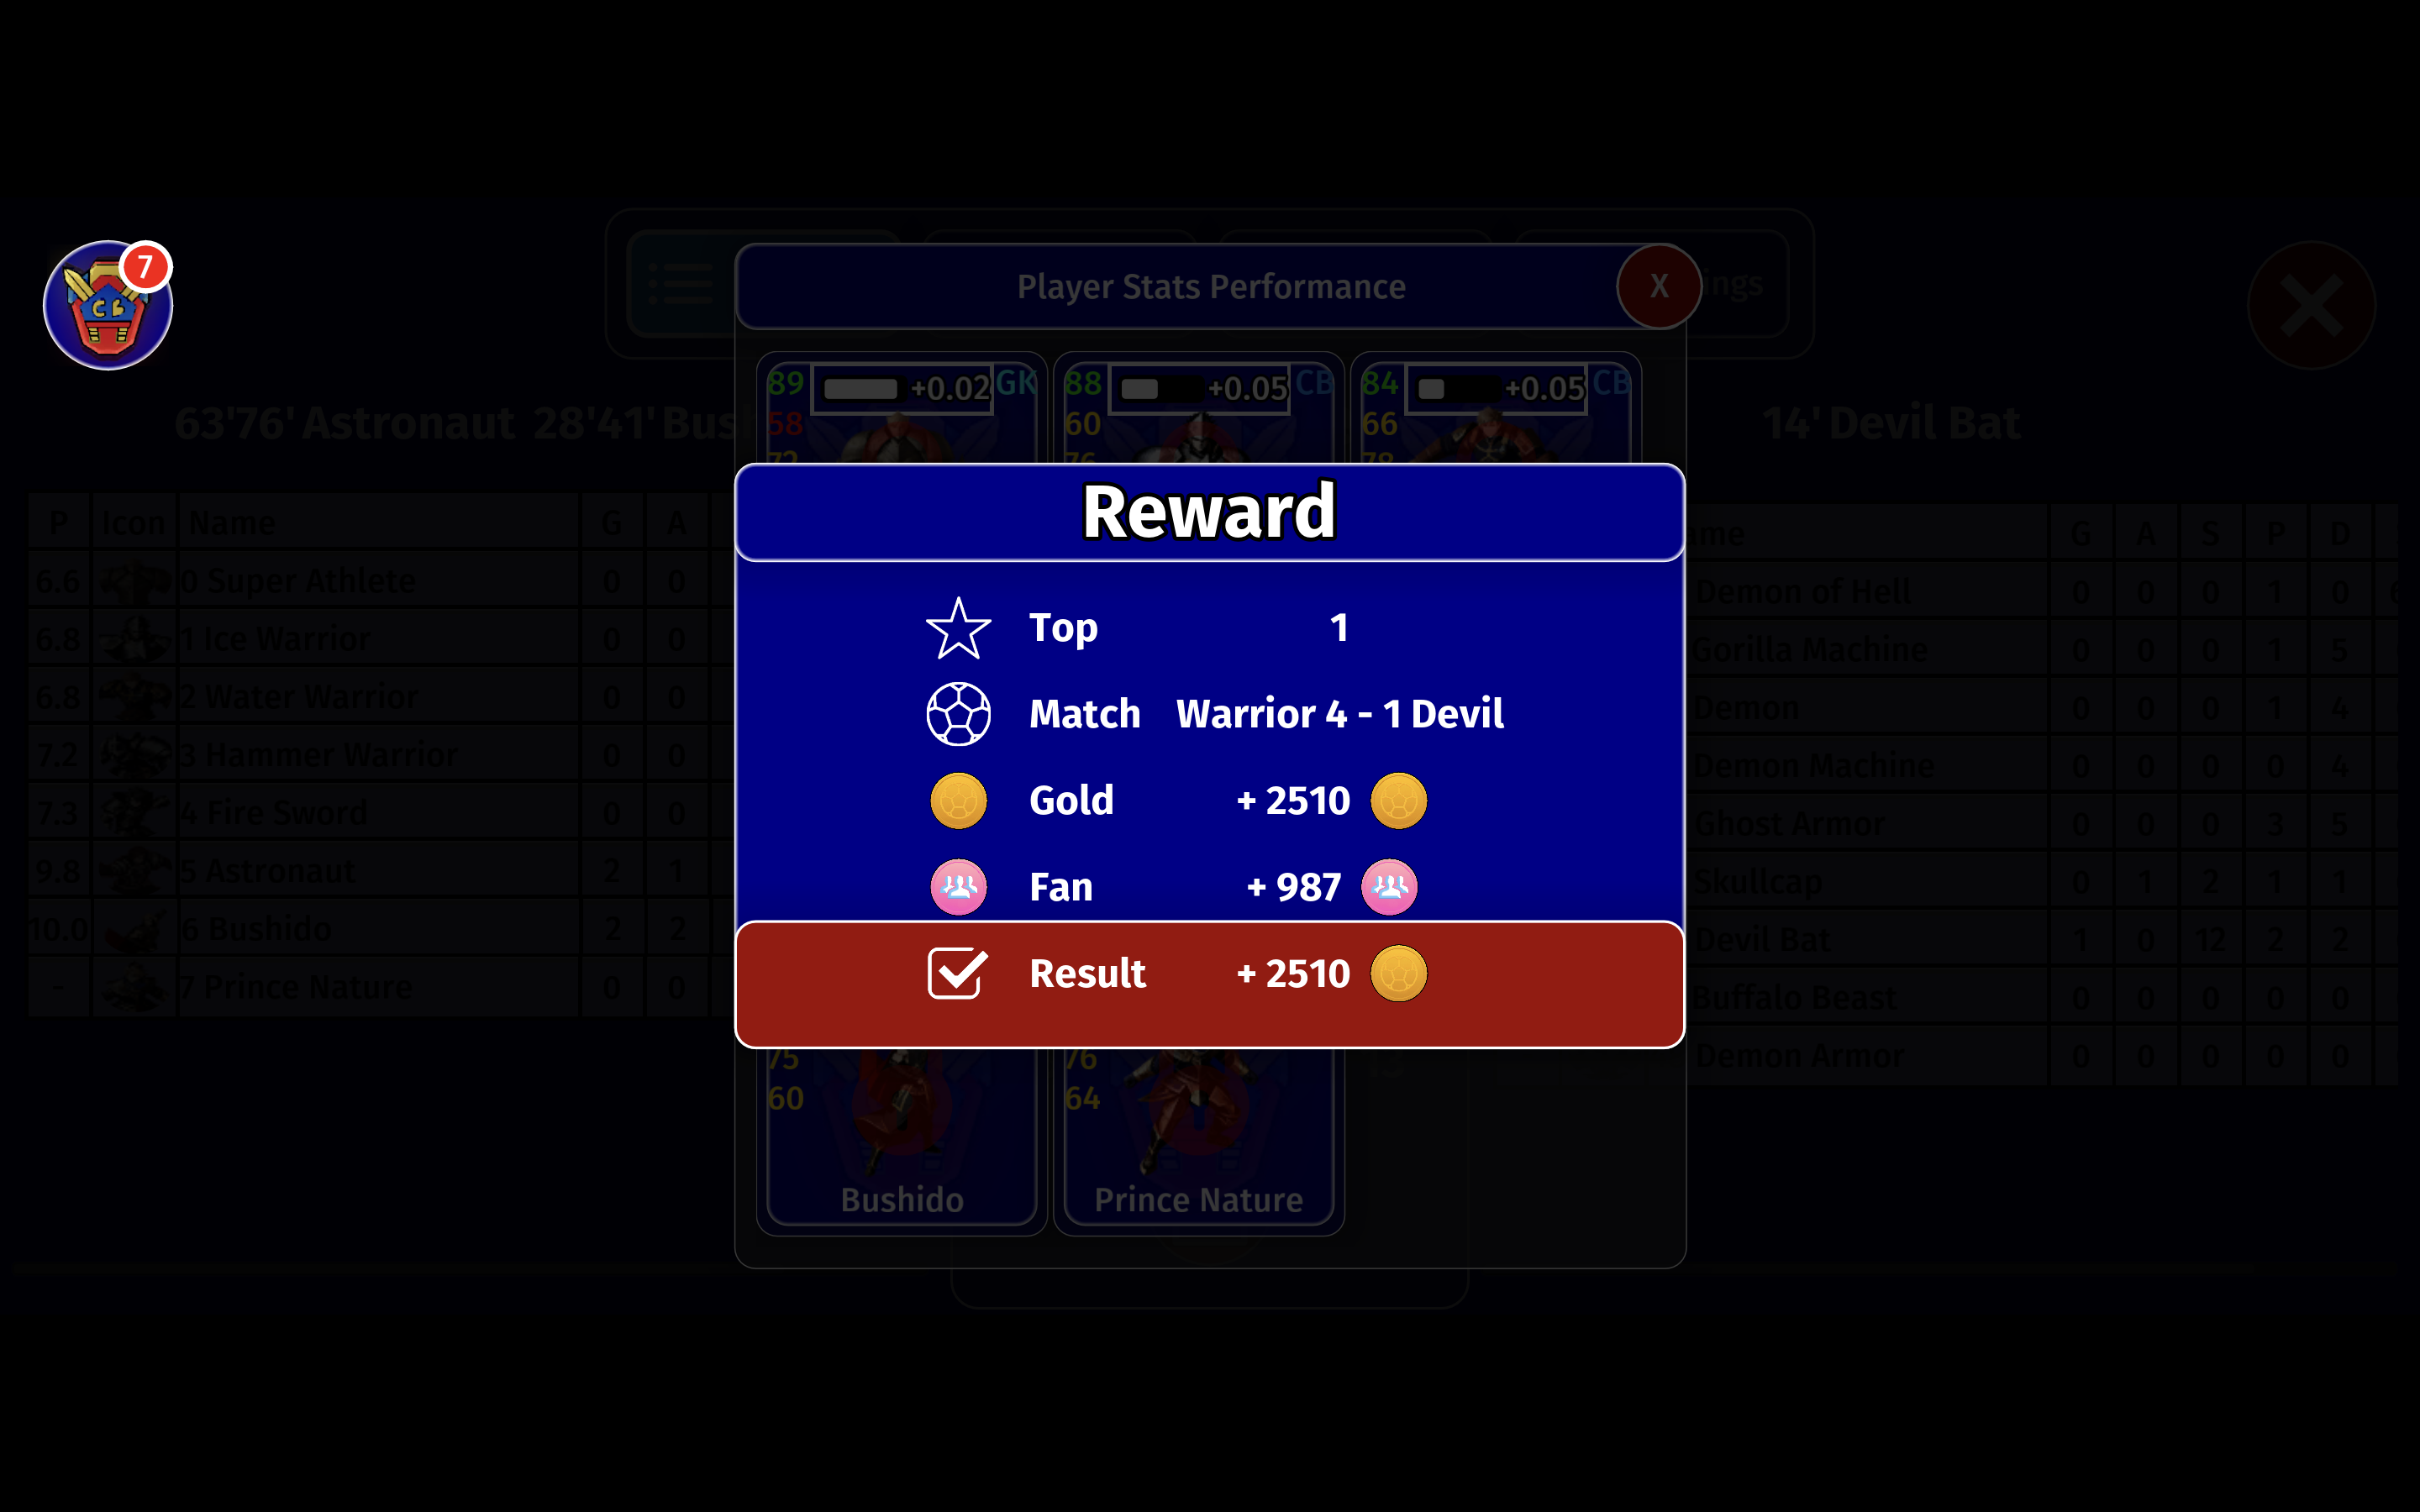 7
Player Stats Performance
X
ings
89 +0.02 GK
58
72
88 +0.05 CB
60
76
84 +0.05 CB
66
78
63'76' Astronaut 28'41' Bush
14' Devil Bat
Reward
Top 1
Match Warrior 4 - 1 Devil
Gold + 2510
Fan + 987
Result + 2510
P Icon Name G A
6.6 0 Super Athlete 0 0
6.8 1 Ice Warrior 0 0
6.8 2 Water Warrior 0 0
7.2 3 Hammer Warrior 0 0
7.3 4 Fire Sword 0 0
9.8 5 Astronaut 2 1
10.0 6 Bushido 2 2
- 7 Prince Nature 0 0
me G A S P D
Demon of Hell 0 0 0 1 0
Gorilla Machine 0 0 0 1 5
Demon 0 0 0 1 4
Demon Machine 0 0 0 0 4
Ghost Armor 0 0 0 3 5
Skullcap 0 1 2 1 1
Devil Bat 1 0 12 2 2
Buffalo Beast 0 0 0 0 0
Demon Armor 0 0 0 0 0
75
60
Bushido
76
64
Prince Nature